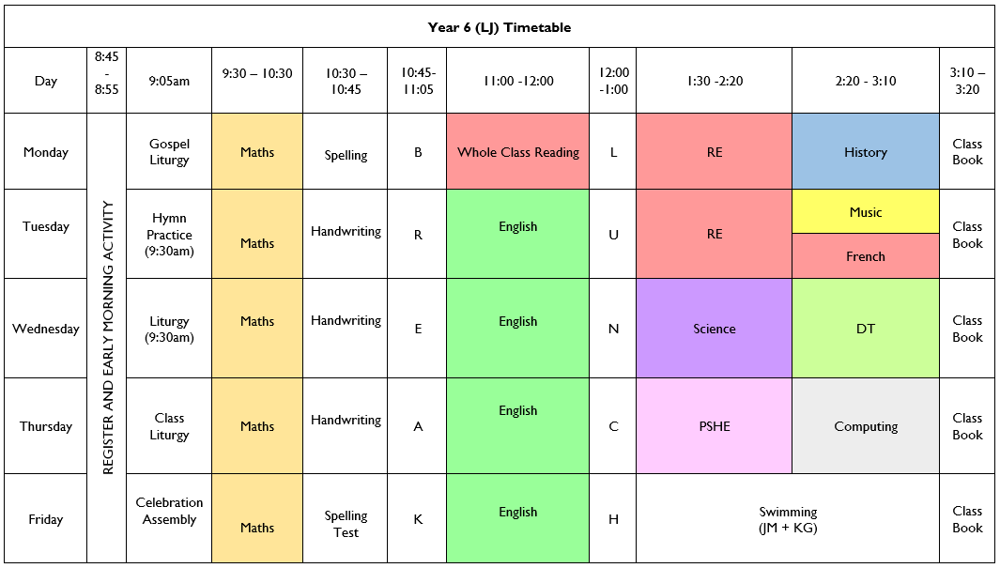 Year 6 (LJ) Timetable
Day
8:45
-
8:55
9:05am
9:30 – 10:30
10:30 –
10:45
10:45-
11:05
11:00 -12:00
12:00
-1:00
1:30 -2:20
2:20 - 3:10
3:10 –
3:20
REGISTER AND EARLY MORNING ACTIVITY
Monday
Gospel
Liturgy
Maths
Spelling
B
Whole Class Reading
L
RE
History
Class
Book
Tuesday
Hymn
Practice
(9:30am)
Maths
Handwriting
R
English
U
RE
Music
French
Class
Book
Wednesday
Liturgy
(9:30am)
Maths
Handwriting
E
English
N
Science
DT
Class
Book
Thursday
Class
Liturgy
Maths
Handwriting
A
English
C
PSHE
Computing
Class
Book
Friday
Celebration
Assembly
Maths
Spelling
Test
K
English
H
Swimming
(JM + KG)
Class
Book